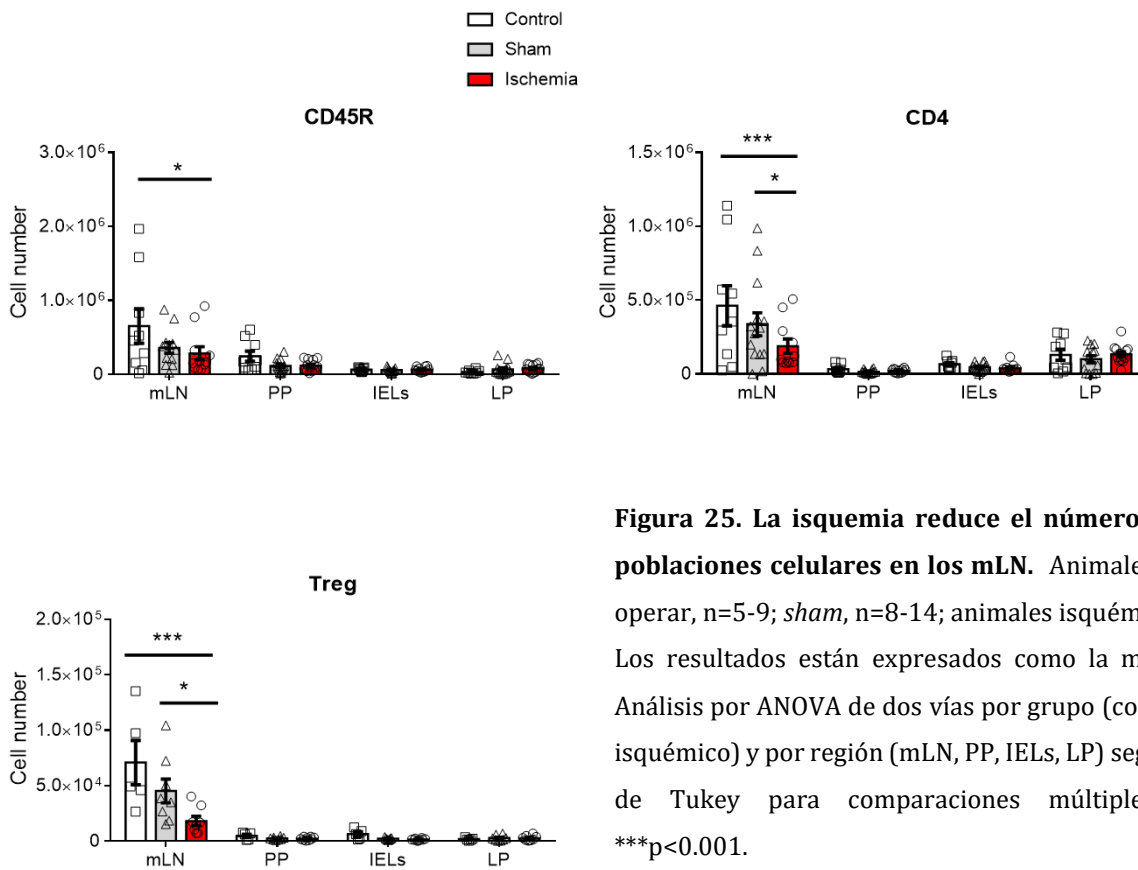 Control
Sham
Ischemia
CD45R
3.0×10⁶
2.0×10⁶
1.0×10⁶
0
Cell number
*
mLN PP IELs LP
CD4
1.5×10⁶
1.0×10⁶
5.0×10⁵
0
Cell number
***
*
mLN PP IELs LP
Treg
2.0×10⁵
1.5×10⁵
1.0×10⁵
5.0×10⁴
0
Cell number
***
*
mLN PP IELs LP
Figura 25. La isquemia reduce el número
poblaciones celulares en los mLN. Animale
operar, n=5-9; sham, n=8-14; animales isquém
Los resultados están expresados como la m
Análisis por ANOVA de dos vías por grupo (co
isquémico) y por región (mLN, PP, IELs, LP) seg
de Tukey para comparaciones múltiple
***p<0.001.